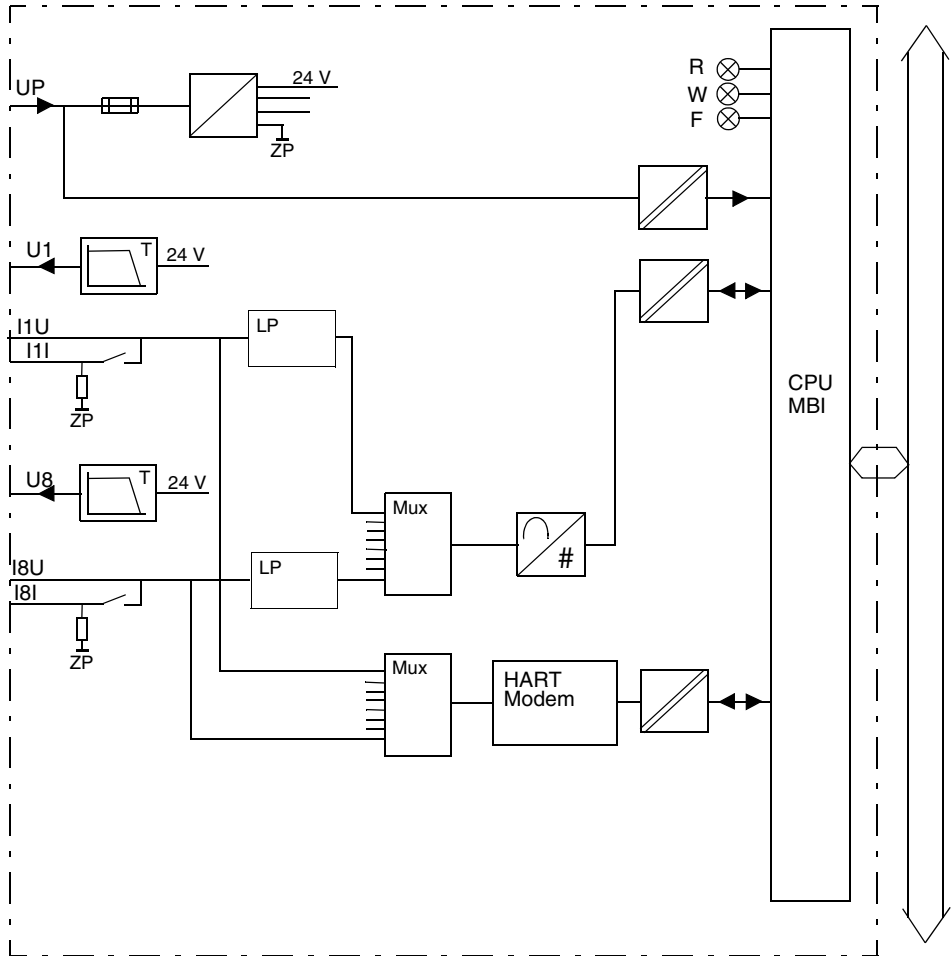 R
UP
24 V
W
F
ZP
U1
T
24 V
I1U
LP
I1I
ZP
CPU
MBI
U8
T
24 V
Mux
#
I8U
LP
I8I
ZP
Mux
HART
Modem